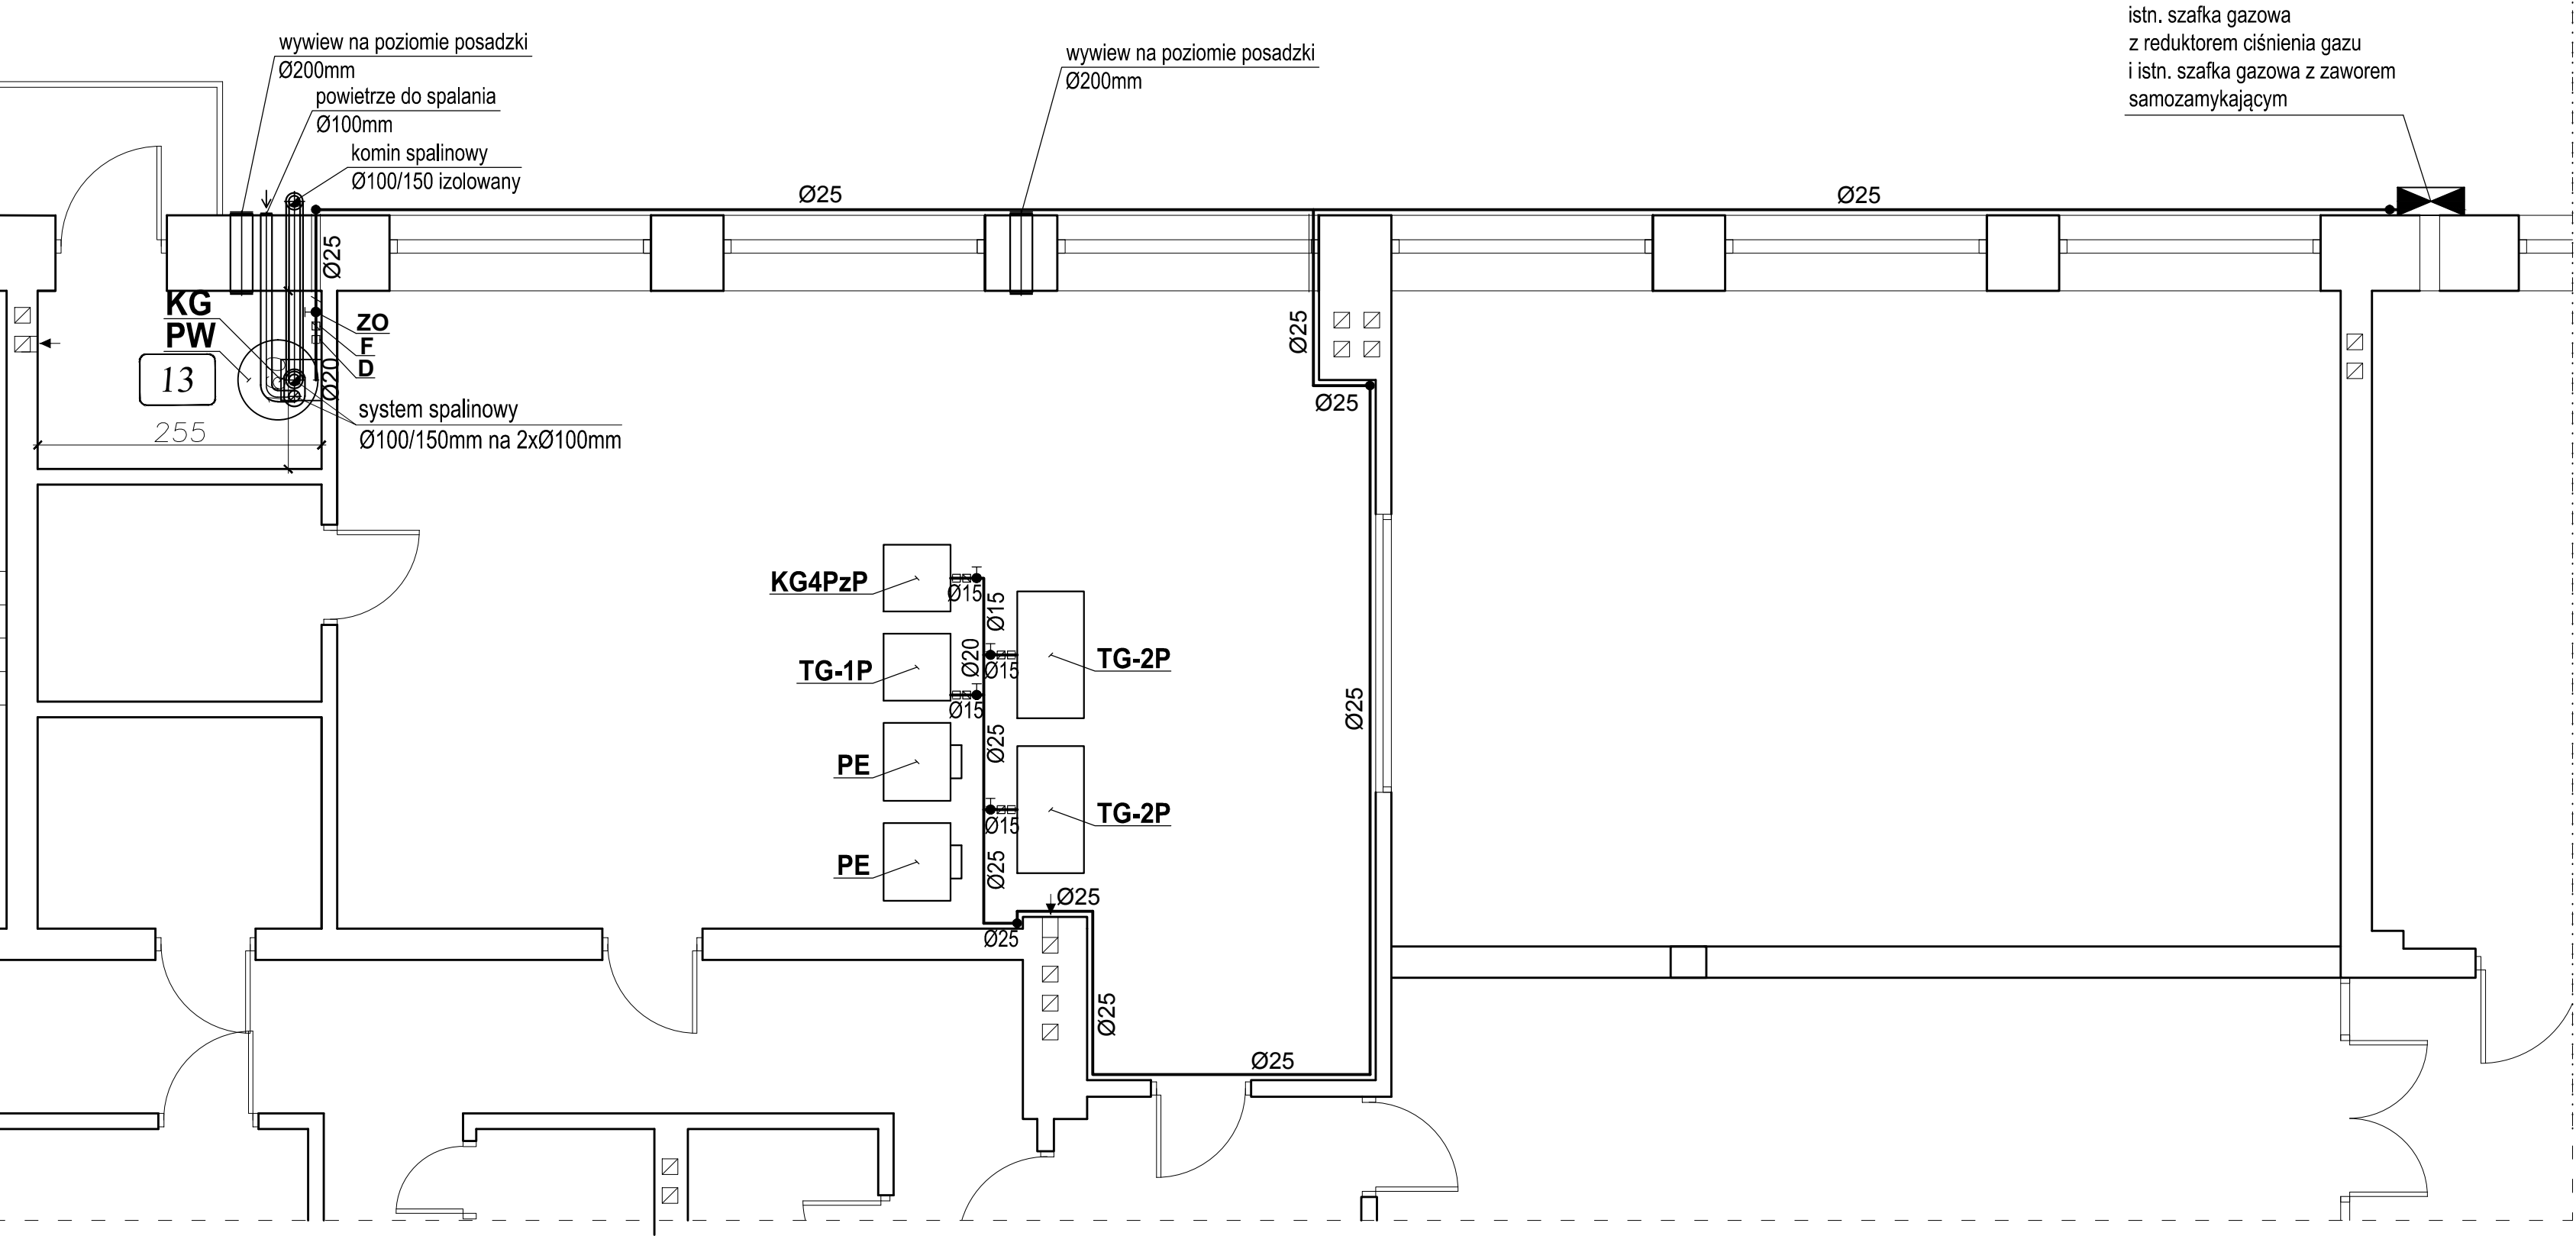 istn. szafka gazowa
z reduktorem ciśnienia gazu
i istn. szafka gazowa z zaworem
samozamykającym
wywiew na poziomie posadzki
Ø200mm
wywiew na poziomie posadzki
Ø200mm
powietrze do spalania
Ø100mm
komin spalinowy
Ø100/150 izolowany
Ø25
Ø25
Ø25
KG
PW
ZO
F
D
13
Ø20
255
system spalinowy
Ø100/150mm na 2xØ100mm
Ø25
Ø25
KG4PzP
Ø15
Ø15
TG-1P
Ø20
Ø15
TG-2P
Ø15
Ø25
Ø25
PE
Ø15
TG-2P
PE
Ø25
Ø25
Ø25
Ø25
Ø25